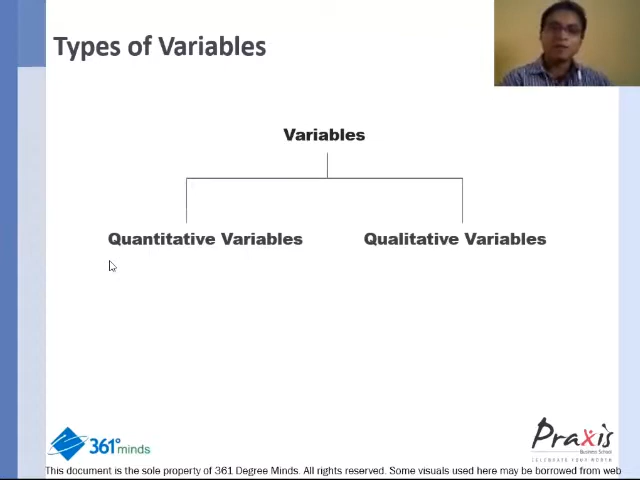 Types of Variables
Variables
Quantitative Variables
Qualitative Variables
361° minds
Praxis
Business School
This document is the sole property of 361 Degree Minds. All rights reserved. Some visuals used here may be borrowed from web